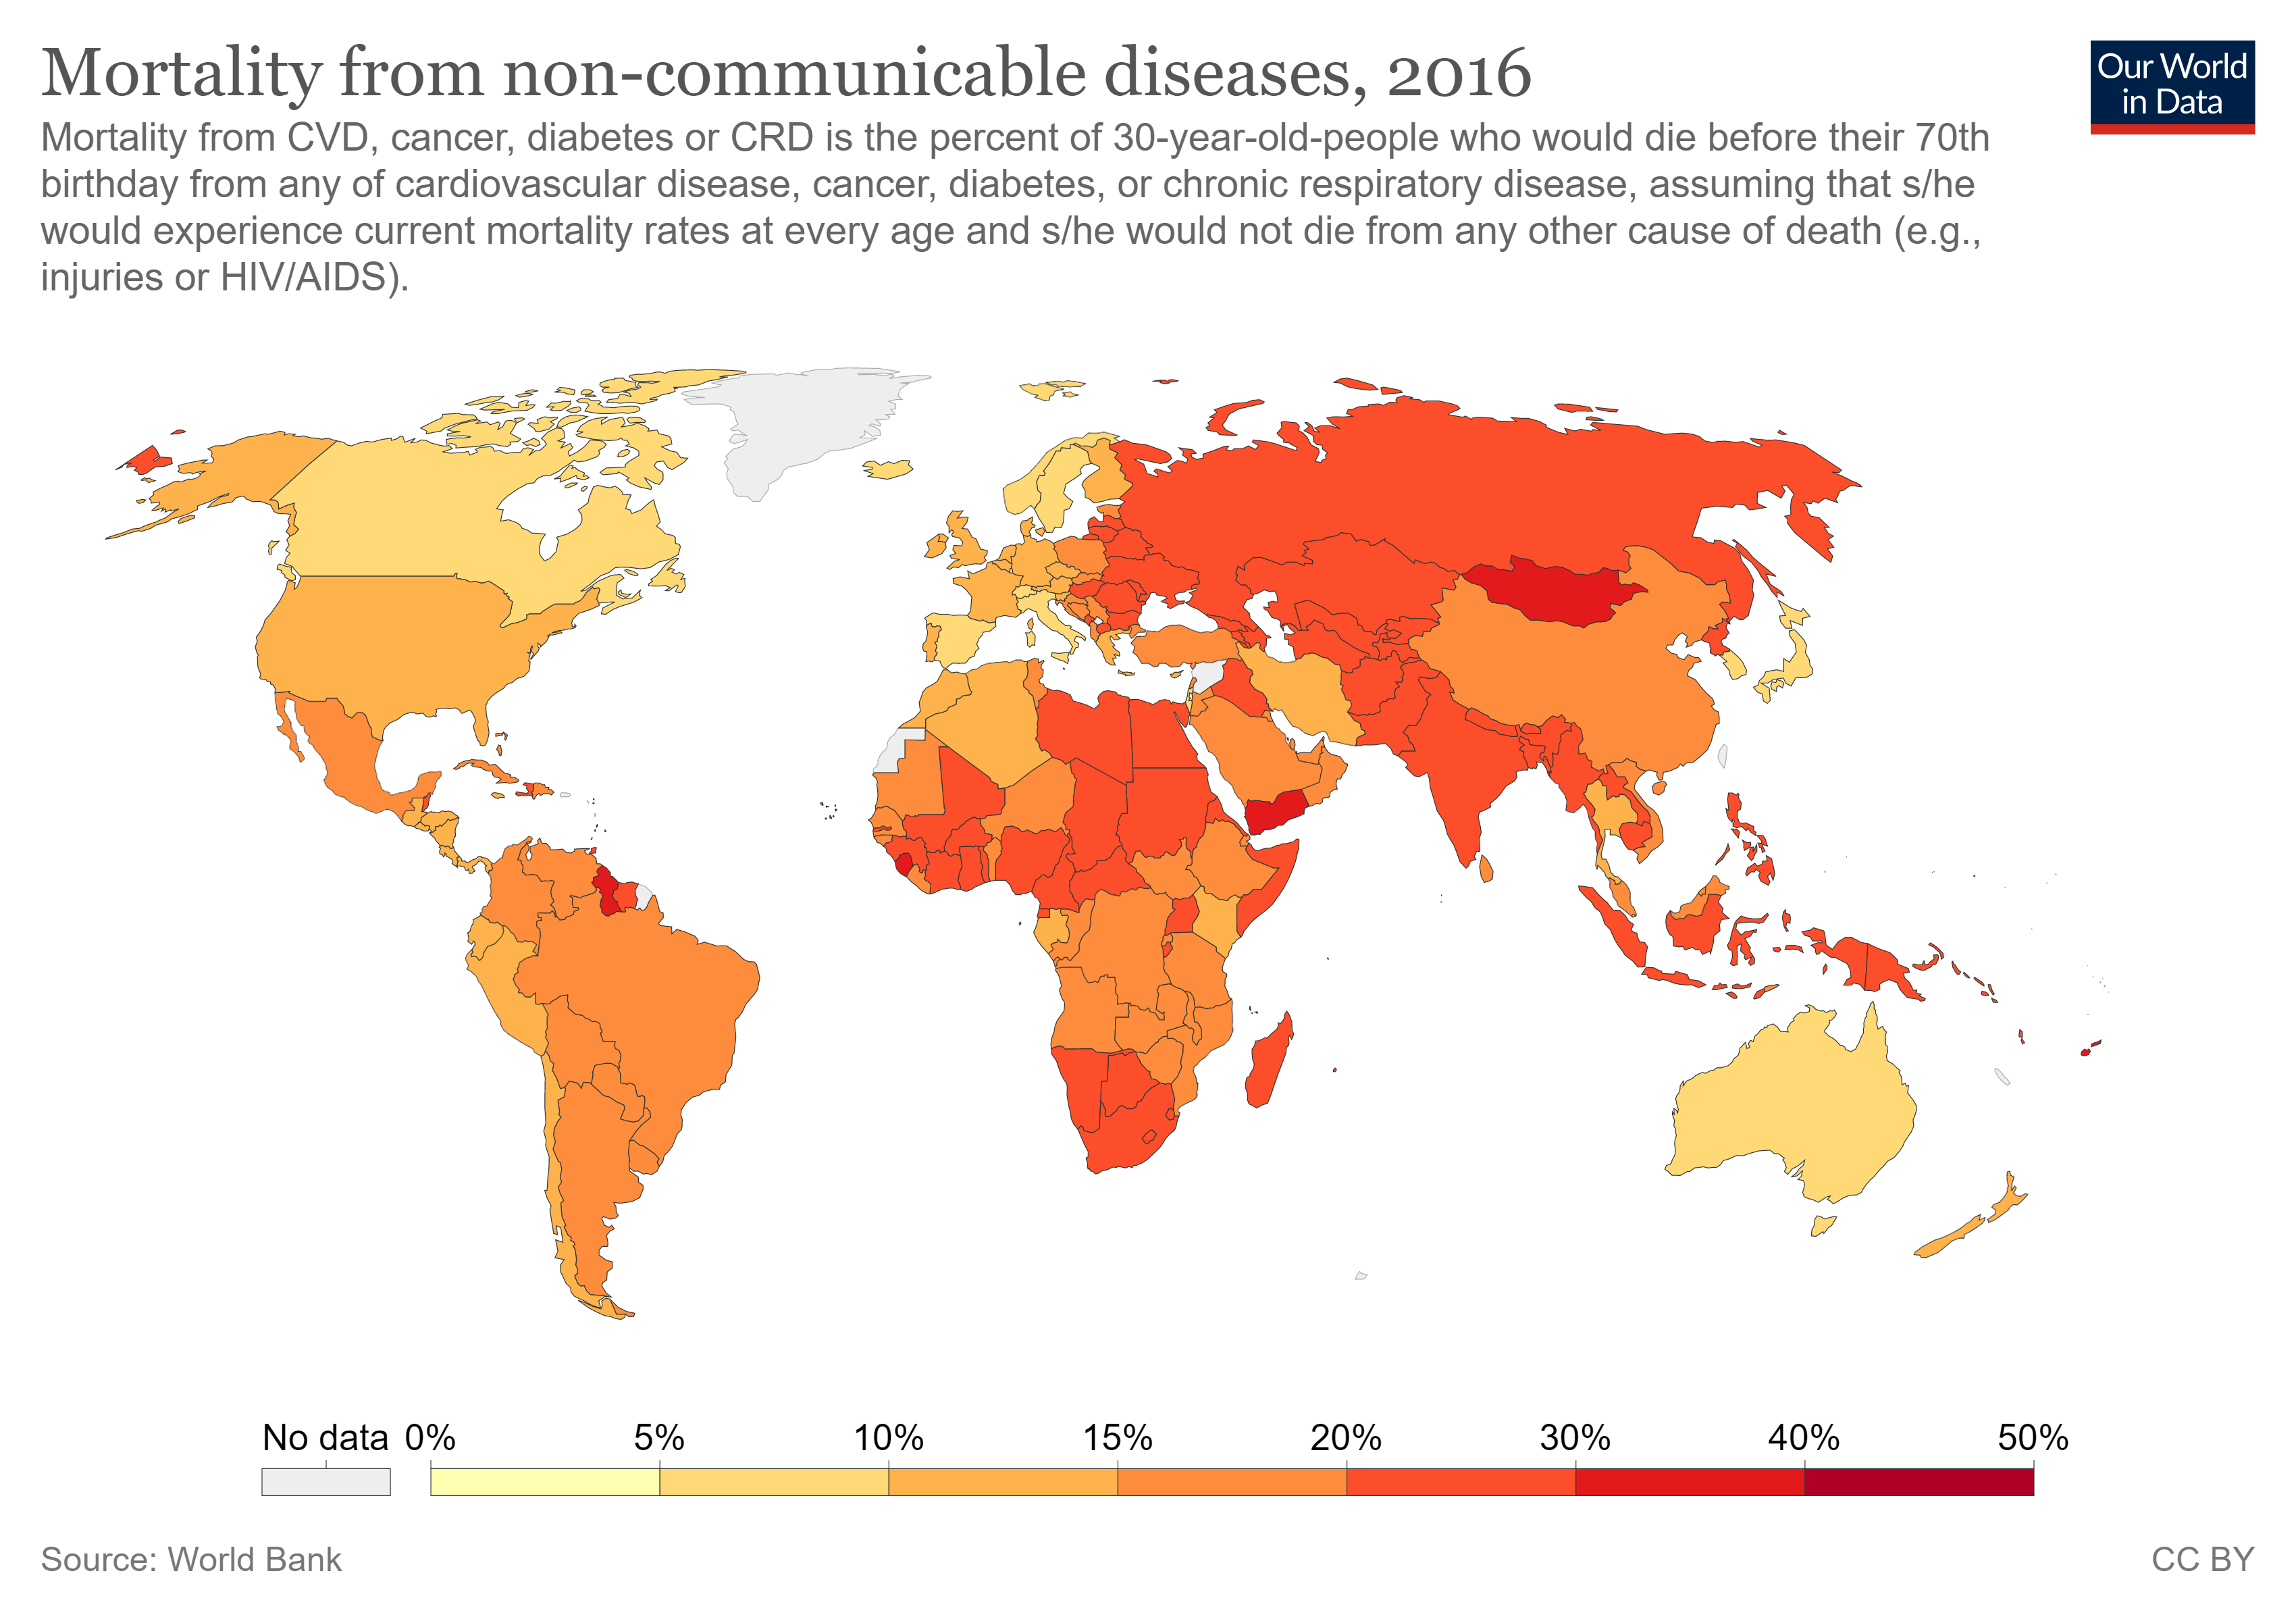 Mortality from non-communicable diseases, 2016
Our World
in Data
Mortality from CVD, cancer, diabetes or CRD is the percent of 30-year-old-people who would die before their 70th
birthday from any of cardiovascular disease, cancer, diabetes, or chronic respiratory disease, assuming that s/he
would experience current mortality rates at every age and s/he would not die from any other cause of death (e.g.,
injuries or HIV/AIDS).
No data 0% 5% 10% 15% 20% 30% 40% 50%
Source: World Bank
CC BY